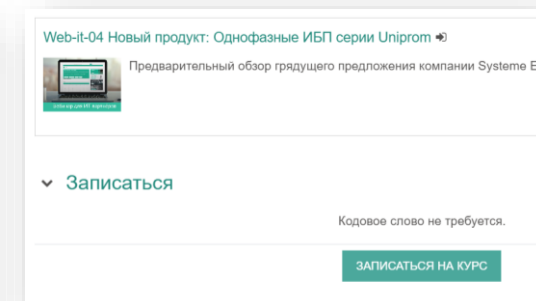 Web-it-04 Новый продукт: Однофазные ИБП серии Uniprom
Предварительный обзор грядущего предложения компании Systeme E
Записаться
Кодовое слово не требуется.
ЗАПИСАТЬСЯ НА КУРС